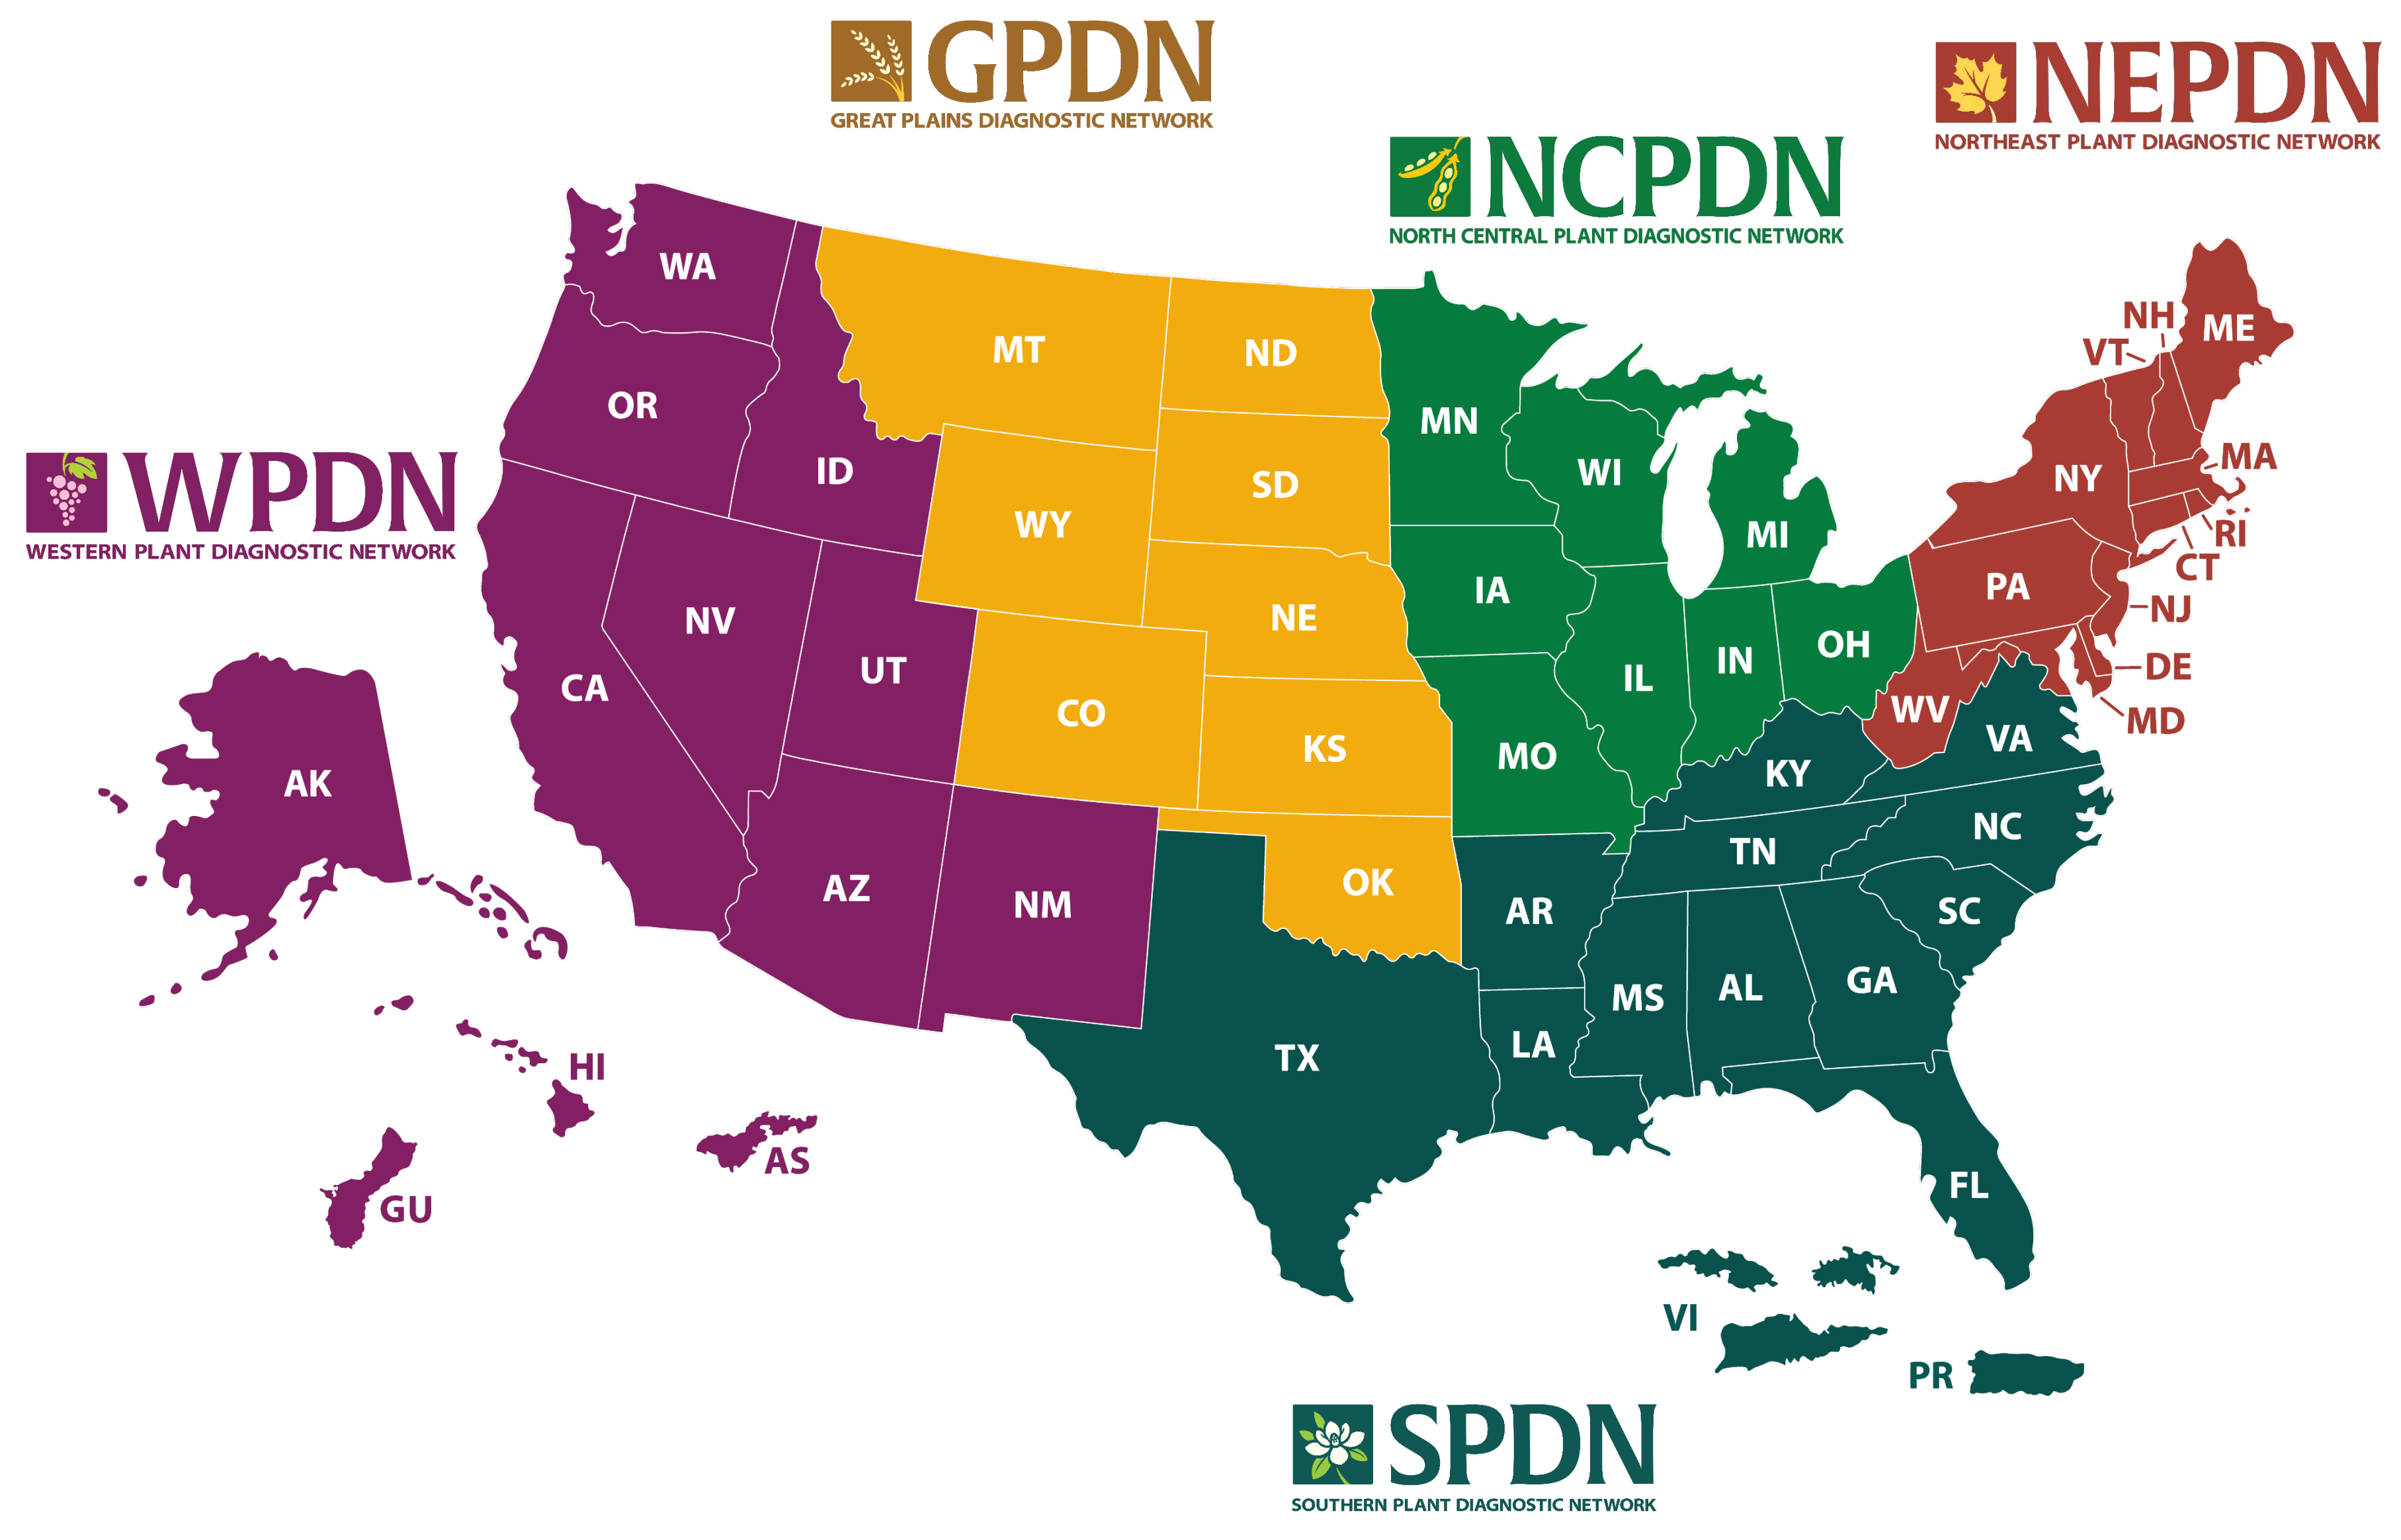 GPDN
GREAT PLAINS DIAGNOSTIC NETWORK
NEPDN
NORTHEAST PLANT DIAGNOSTIC NETWORK
NCPDN
NORTH CENTRAL PLANT DIAGNOSTIC NETWORK
WPDN
WESTERN PLANT DIAGNOSTIC NETWORK
WA
OR
ID
NV
CA
UT
AZ
NM
AK
HI
AS
GU
MT
ND
WY
SD
NE
CO
KS
OK
MN
WI
MI
IA
IL
IN
OH
MO
NH
ME
VT
NY
MA
RI
CT
PA
NJ
DE
WV
MD
VA
KY
NC
TN
AR
SC
MS
AL
GA
LA
TX
FL
VI
PR
SPDN
SOUTHERN PLANT DIAGNOSTIC NETWORK